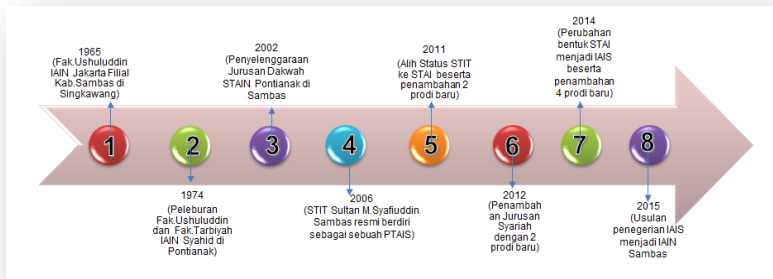 1965
(Fak.Ushuluddin
IAIN Jakarta Filial
Kab.Sambas di
Singkawang)
1
1974
(Peleburan
Fak.Ushuluddin
dan Fak.Tarbiyah
IAIN Syahid di
Pontianak)
2
2002
(Penyelenggaraan
Jurusan Dakwah
STAIN Pontianak di
Sambas
3
2006
(STIT Sultan M.Syafiuddin
Sambas resmi berdiri
sebagai sebuah PTAIS)
4
2011
(Alih Status STIT
ke STAI beserta
penambahan 2
prodi baru)
5
2012
(Penambah
an Jurusan
Syariah
dengan 2
prodi baru)
6
2014
(Perubahan
bentuk STAI
menjadi IAIS
beserta
penambahan
4 prodi baru)
7
2015
(Usulan
penegerian IAIS
menjadi IAIN
Sambas
8